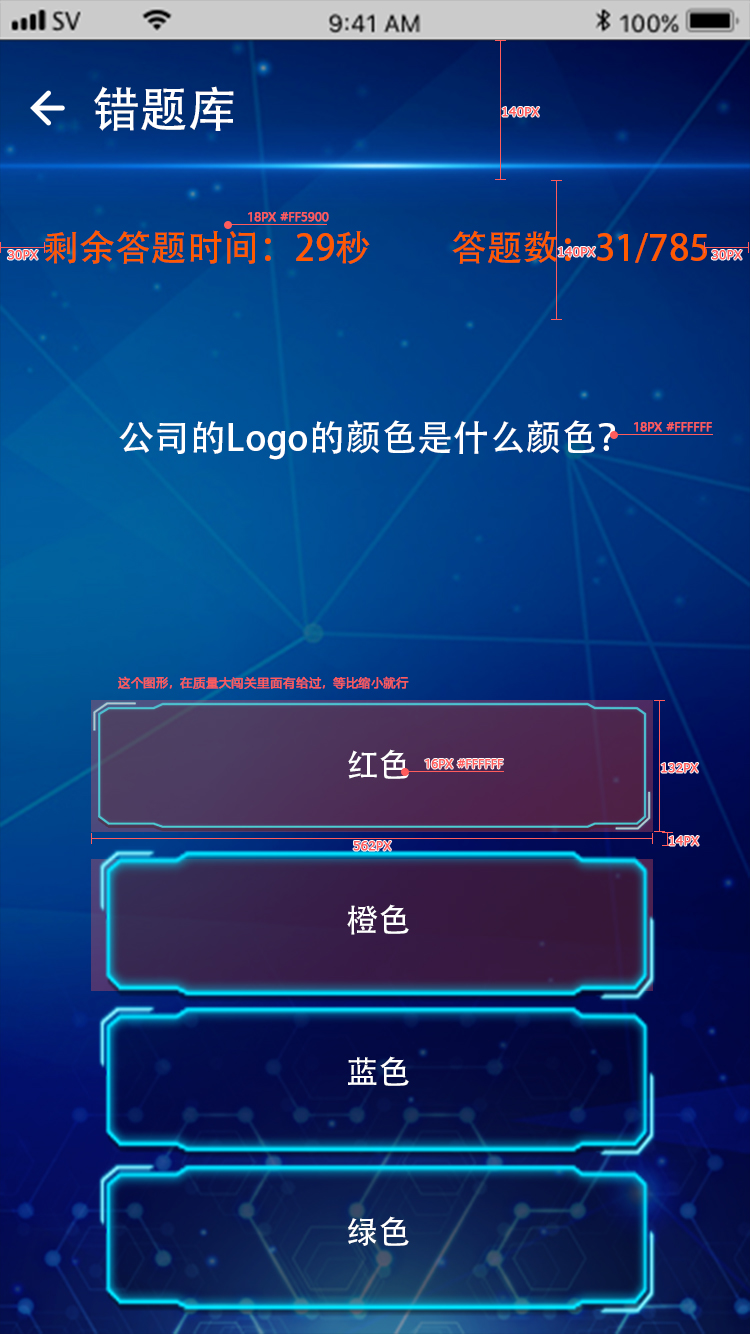 SV 9:41 AM 100%
错题库
140PX
18PX #FF5900
30PX 剩余答题时间：29秒 答题数：31/785 140PX 30PX
公司的Logo的颜色是什么颜色？ 18PX #FFFFFF
这个图形，在质量大闯关里面有给过，等比缩小就行
红色 16PX #FFFFFF 132PX
562PX 14PX
橙色
蓝色
绿色